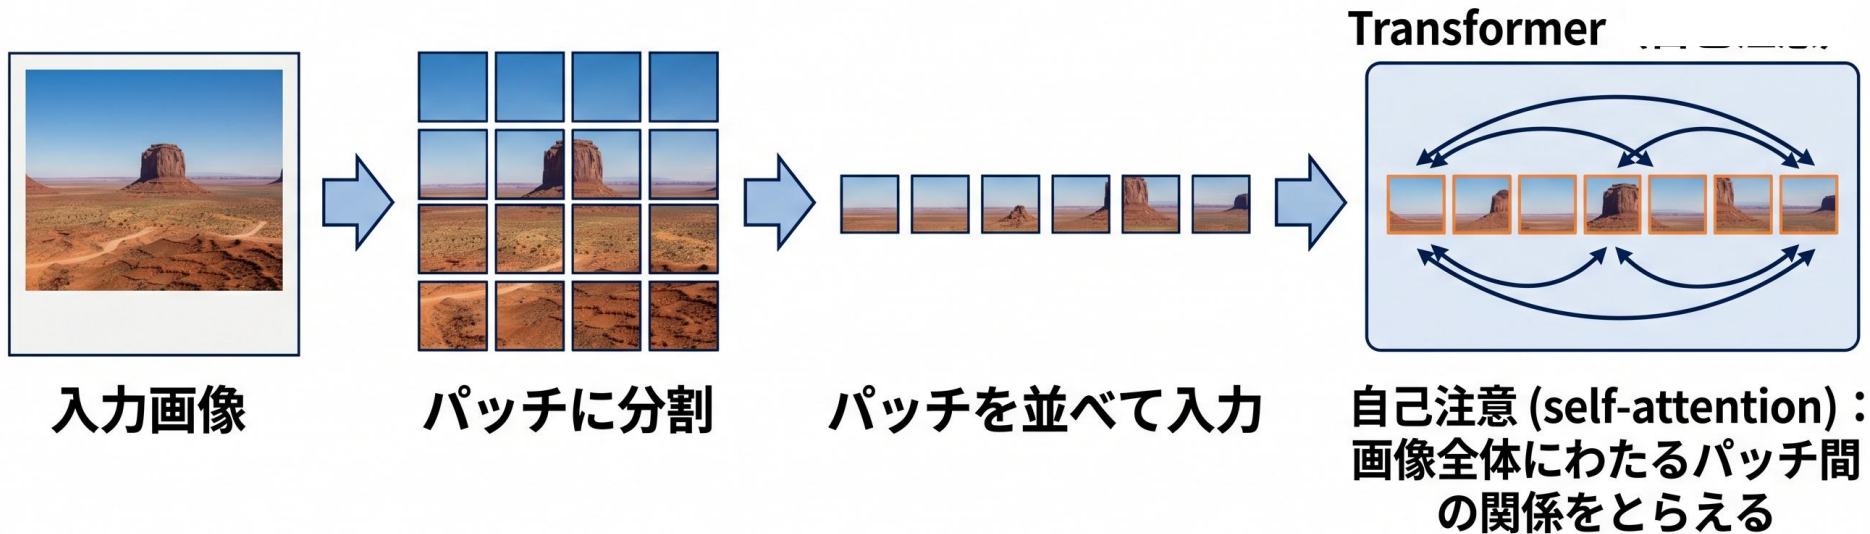 Transformer
入力画像
パッチに分割
パッチを並べて入力
自己注意 (self-attention)：
画像全体にわたるパッチ間
の関係をとらえる